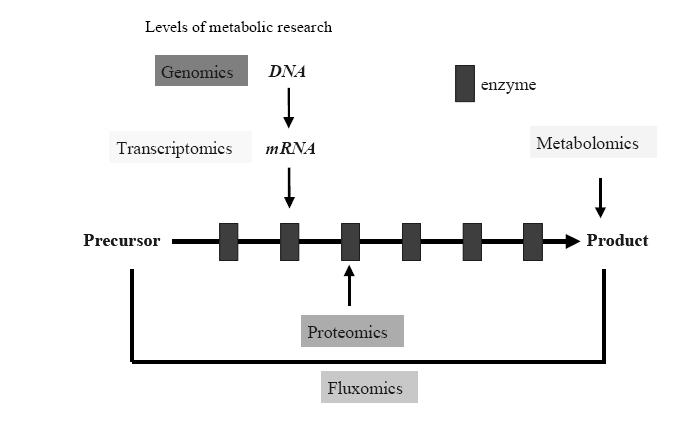 Levels of metabolic research
Genomics DNA
enzyme
Transcriptomics mRNA
Metabolomics
Precursor Product
Proteomics
Fluxomics